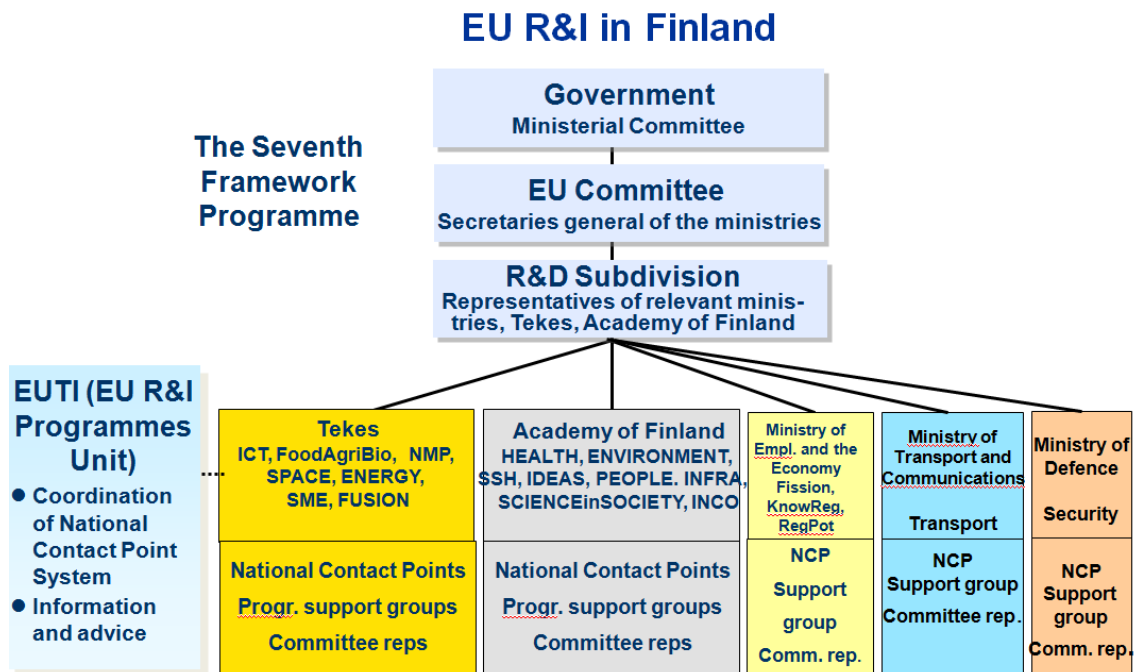 EU R&I in Finland
The Seventh
Framework
Programme
Government
Ministerial Committee
EU Committee
Secretaries general of the ministries
R&D Subdivision
Representatives of relevant minis-
tries, Tekes, Academy of Finland
EUTI (EU R&I
Programmes
Unit)
● Coordination
of National
Contact Point
System
● Information
and advice
....
Tekes
ICT, FoodAgriBio, NMP,
SPACE, ENERGY,
SME, FUSION
National Contact Points
Progr. support groups
Committee reps
Academy of Finland
HEALTH, ENVIRONMENT,
SSH, IDEAS, PEOPLE. INFRA,
SCIENCEinSOCIETY, INCO
National Contact Points
Progr. support groups
Committee reps
Ministry of
Empl. and the
Economy
Fission,
KnowReg,
RegPot
NCP
Support
group
Comm. rep.
Ministry of
Transport and
Communications
Transport
NCP
Support group
Committee rep.
Ministry of
Defence
Security
NCP
Support
group
Comm. rep.